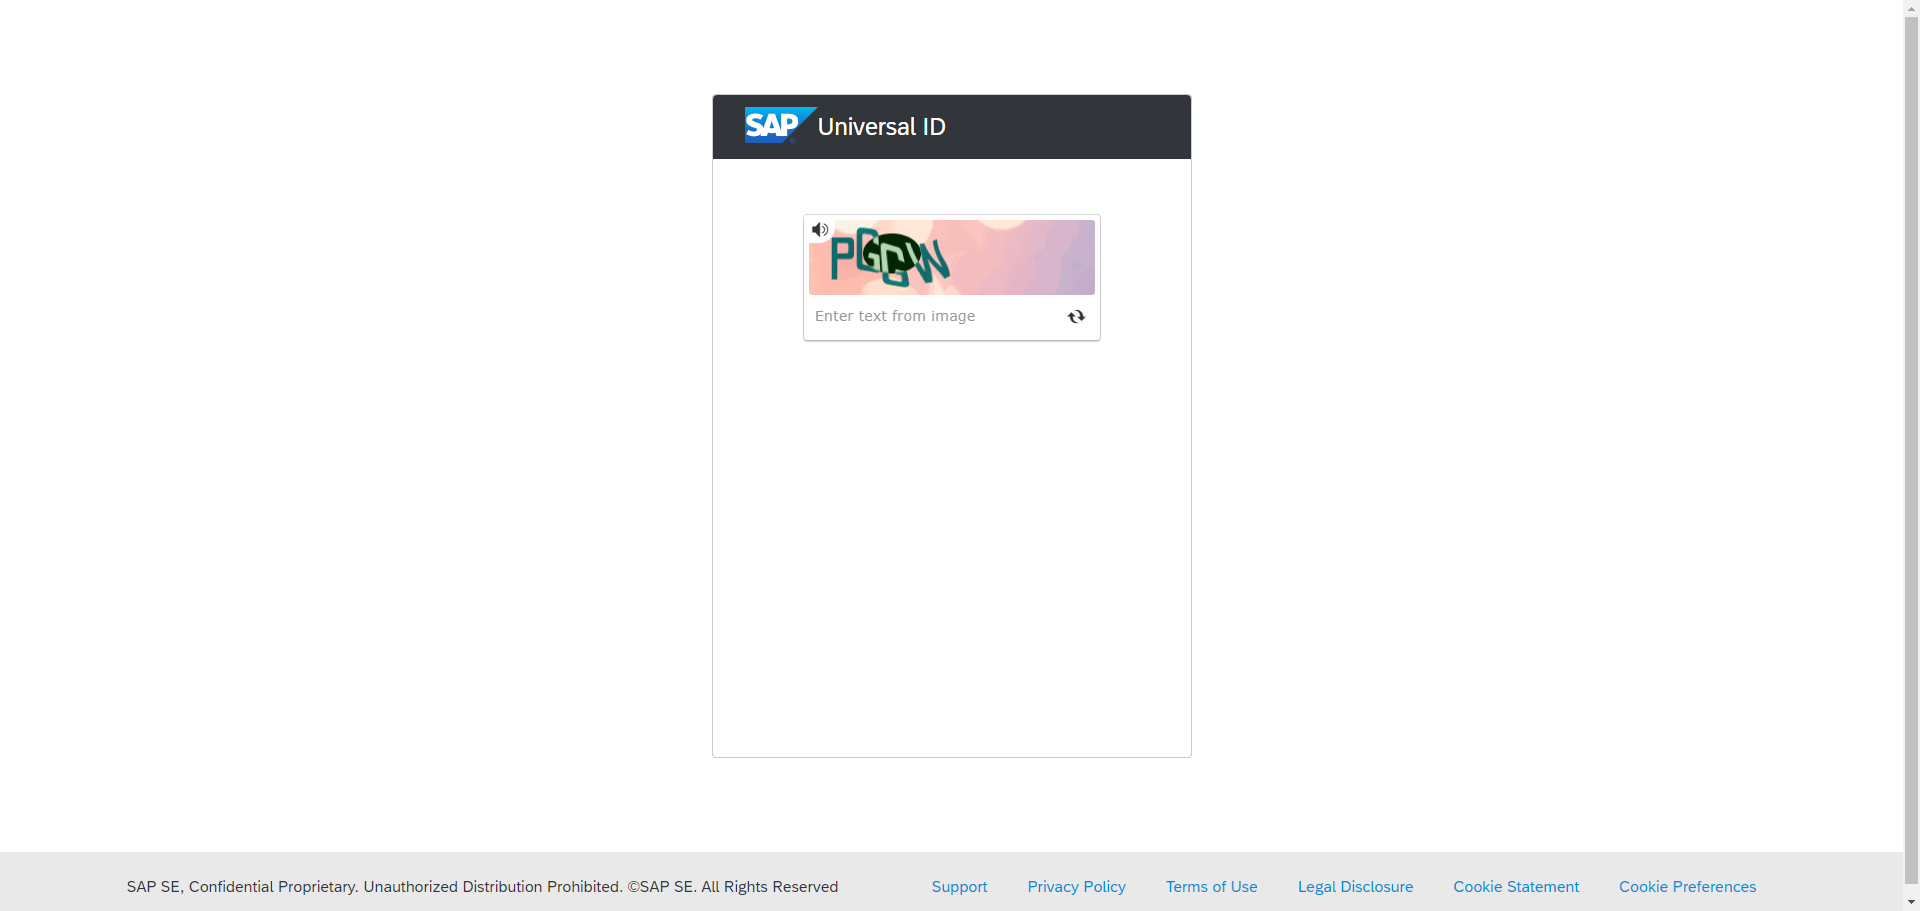 SAP Universal ID
Enter text from image
SAP SE, Confidential Proprietary. Unauthorized Distribution Prohibited. ©SAP SE. All Rights Reserved
Support
Privacy Policy
Terms of Use
Legal Disclosure
Cookie Statement
Cookie Preferences